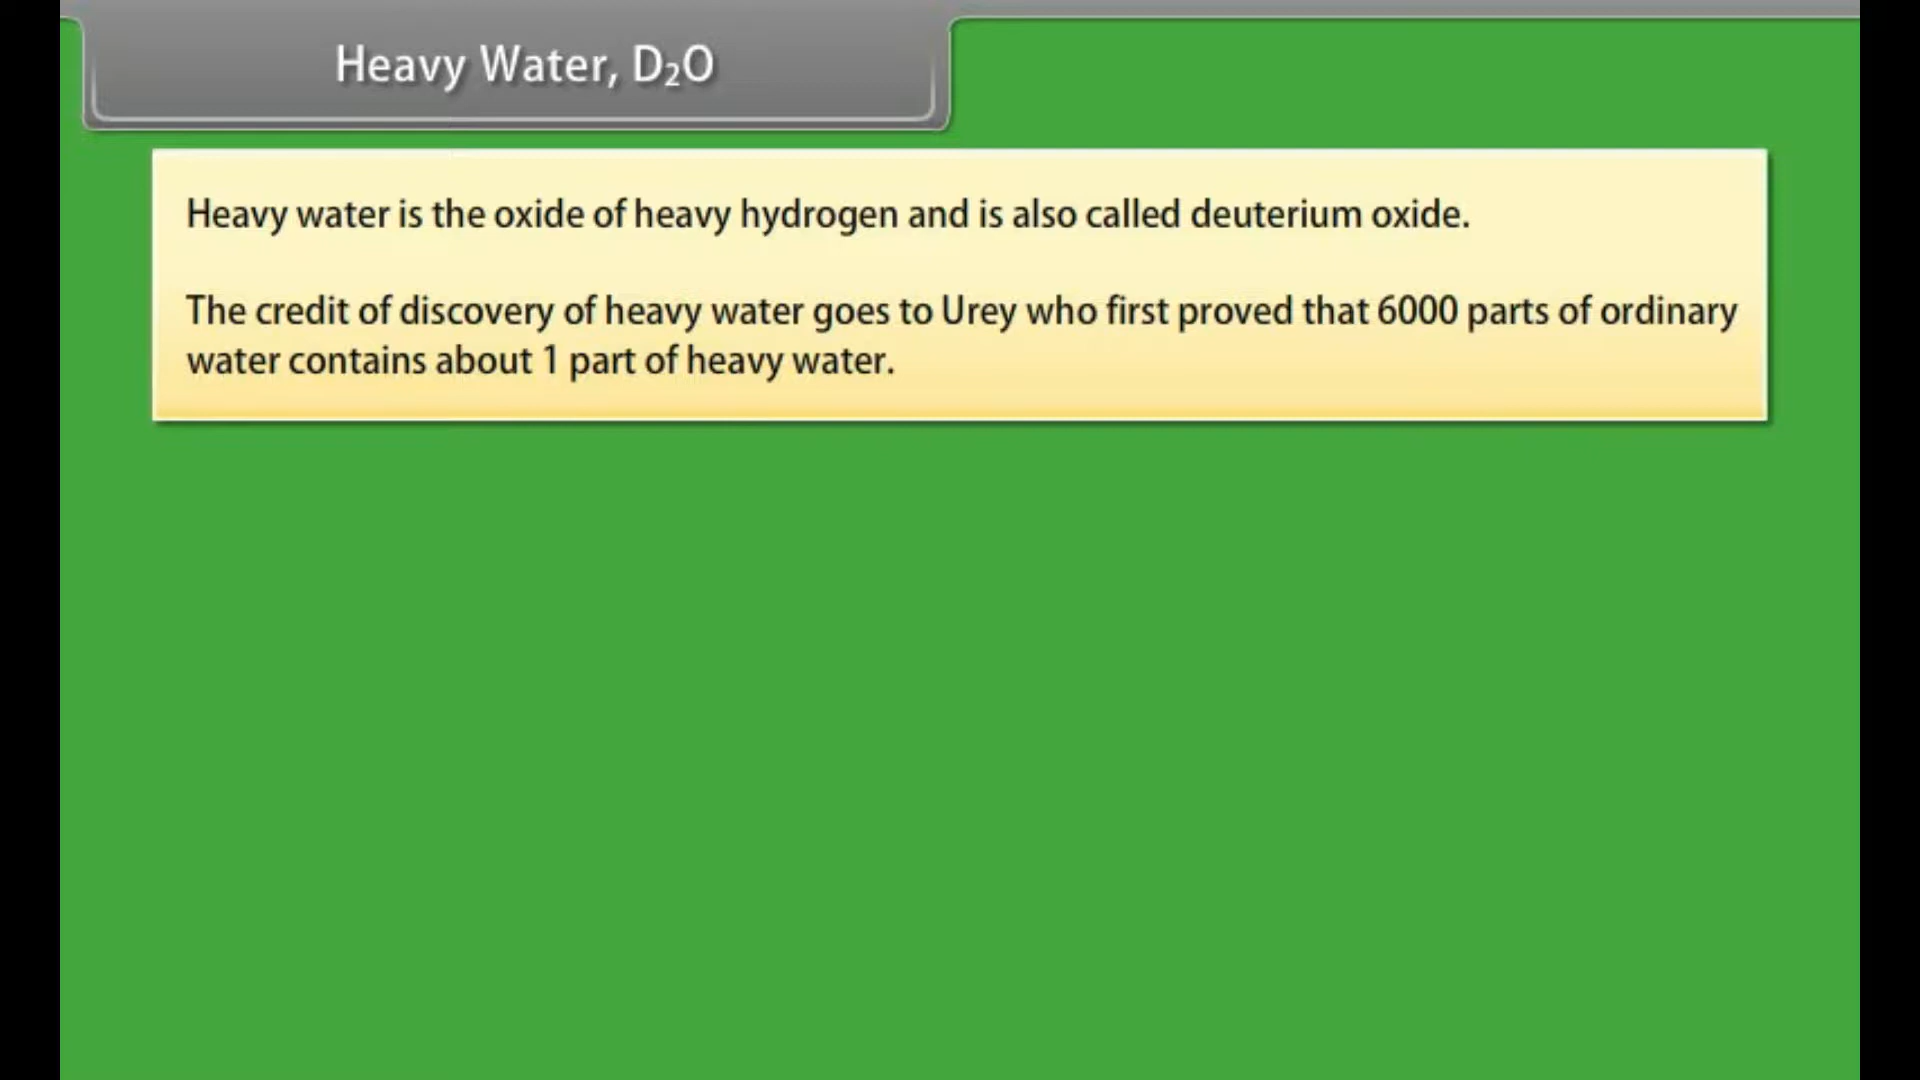 Heavy Water, D₂O
Heavy water is the oxide of heavy hydrogen and is also called deuterium oxide.
The credit of discovery of heavy water goes to Urey who first proved that 6000 parts of ordinary
water contains about 1 part of heavy water.